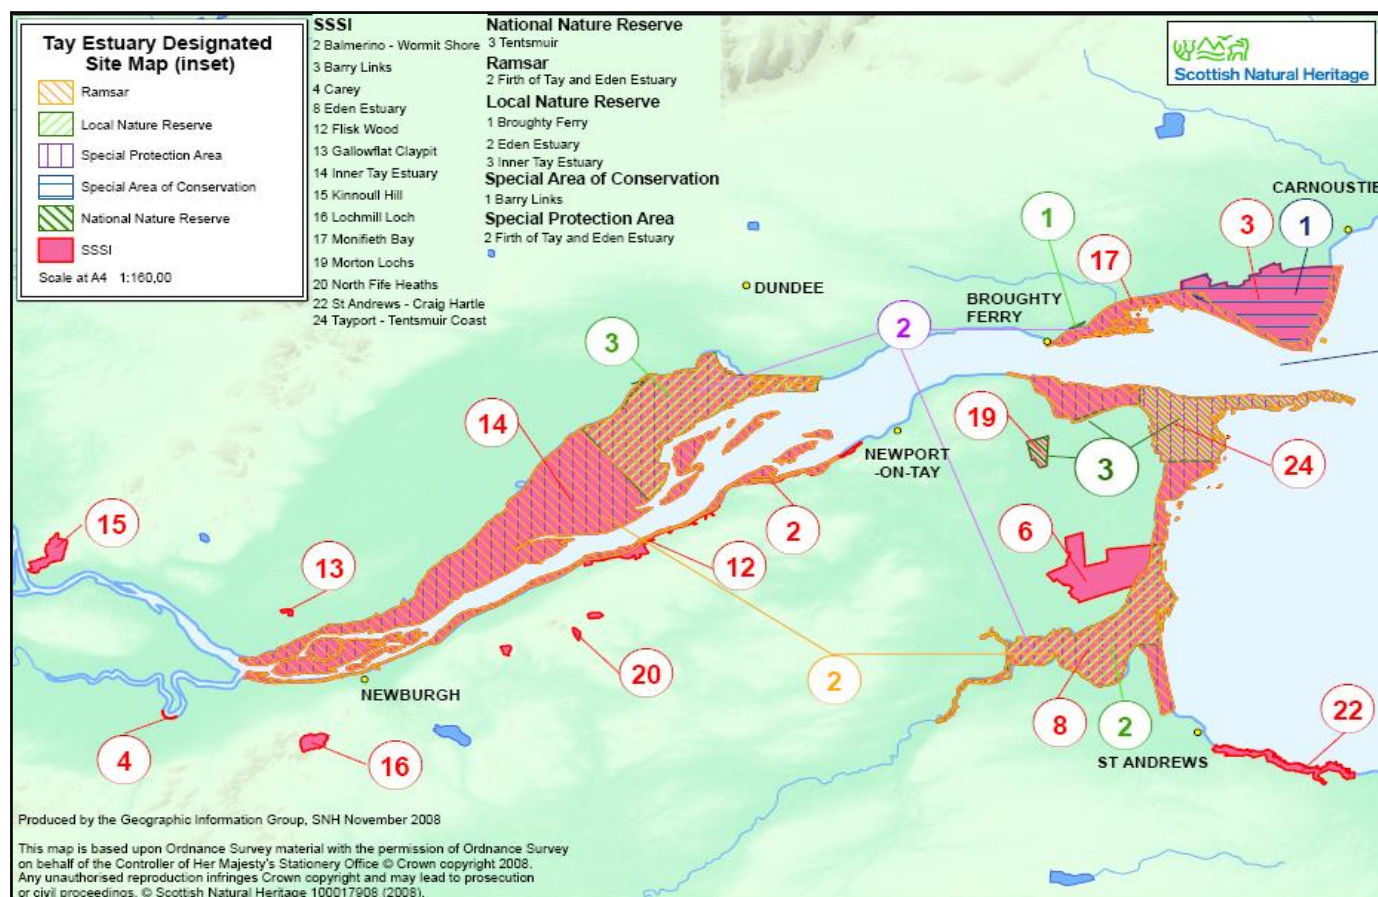 Tay Estuary Designated
Site Map (inset)
Ramsar
Local Nature Reserve
Special Protection Area
Special Area of Conservation
National Nature Reserve
SSSI
Scale at A4 1:160,00
SSSI
2 Balmerino - Wormit Shore
3 Barry Links
4 Carey
8 Eden Estuary
12 Flisk Wood
13 Gallowflat Claypit
14 Inner Tay Estuary
15 Kinnoull Hill
16 Lochmill Loch
17 Monifieth Bay
19 Morton Lochs
20 North Fife Heaths
22 St Andrews - Craig Hartle
24 Tayport - Tentsmuir Coast
National Nature Reserve
3 Tentsmuir
Ramsar
2 Firth of Tay and Eden Estuary
Local Nature Reserve
1 Broughty Ferry
2 Eden Estuary
3 Inner Tay Estuary
Special Area of Conservation
1 Barry Links
Special Protection Area
2 Firth of Tay and Eden Estuary
Scottish Natural Heritage
CARNOUSTIE
1
3
1
17
DUNDEE
BROUGHTY
FERRY
2
3
14
19
NEWPORT
-ON-TAY
3
24
15
2
6
13
12
20
2
NEWBURGH
8
2
22
4
16
ST ANDREWS
Produced by the Geographic Information Group, SNH November 2008
This map is based upon Ordnance Survey material with the permission of Ordnance Survey
on behalf of the Controller of Her Majesty's Stationery Office © Crown copyright 2008.
Any unauthorised reproduction infringes Crown copyright and may lead to prosecution
or civil proceedings. © Scottish Natural Heritage 100017908 (2008).